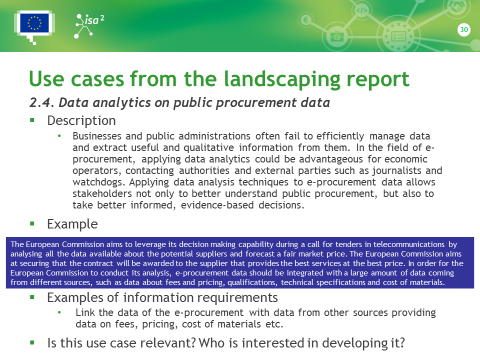 isa²
30
Use cases from the landscaping report
2.4. Data analytics on public procurement data
▪ Description
• Businesses and public administrations often fail to efficiently manage data
and extract useful and qualitative information from them. In the field of e-
procurement, applying data analytics could be advantageous for economic
operators, contacting authorities and external parties such as journalists and
watchdogs. Applying data analysis techniques to e-procurement data allows
stakeholders not only to better understand public procurement, but also to
take better informed, evidence-based decisions.
▪ Example
The European Commission aims to leverage its decision making capability during a call for tenders in telecommunications by
analysing all the data available about the potential suppliers and forecast a fair market price. The European Commission aims
at securing that the contract will be awarded to the supplier that provides the best services at the best price. In order for the
European Commission to conduct its analysis, e-procurement data should be integrated with a large amount of data coming
from different sources, such as data about fees and pricing, qualifications, technical specifications and cost of materials.
▪ Examples of information requirements
• Link the data of the e-procurement with data from other sources providing
data on fees, pricing, cost of materials etc.
▪ Is this use case relevant? Who is interested in developing it?